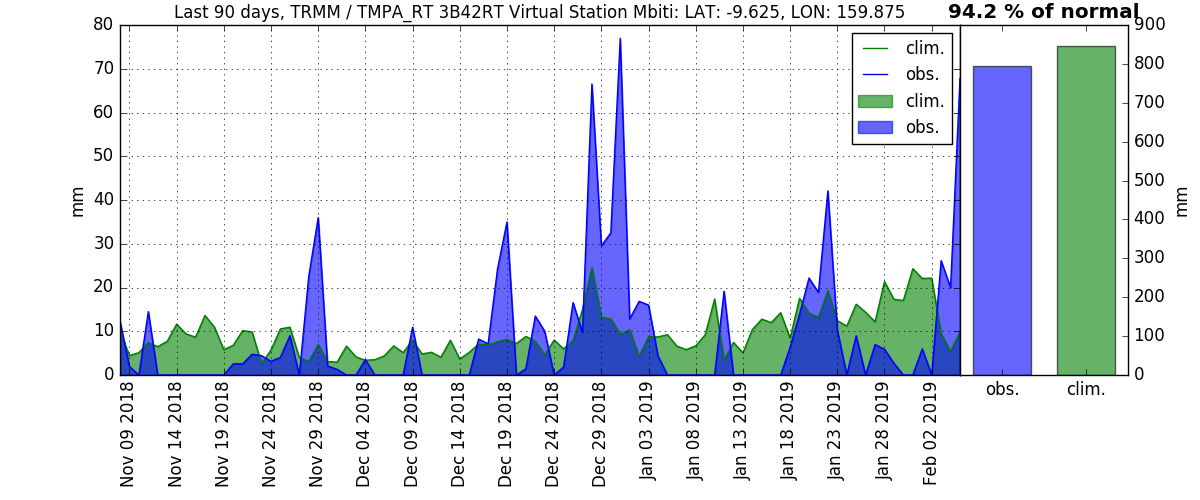 Last 90 days, TRMM / TMPA_RT 3B42RT Virtual Station Mbiti: LAT: -9.625, LON: 159.875
94.2 % of normal
mm
80
70
60
50
40
30
20
10
0
clim.
obs.
clim.
obs.
900
800
700
600
500
400
300
200
100
0
mm
Nov 09 2018
Nov 14 2018
Nov 19 2018
Nov 24 2018
Nov 29 2018
Dec 04 2018
Dec 09 2018
Dec 14 2018
Dec 19 2018
Dec 24 2018
Dec 29 2018
Jan 03 2019
Jan 08 2019
Jan 13 2019
Jan 18 2019
Jan 23 2019
Jan 28 2019
Feb 02 2019
obs.
clim.